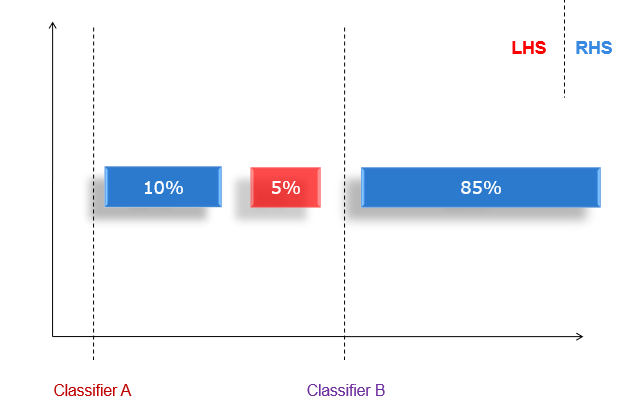 LHS RHS
10% 5% 85%
Classifier A Classifier B